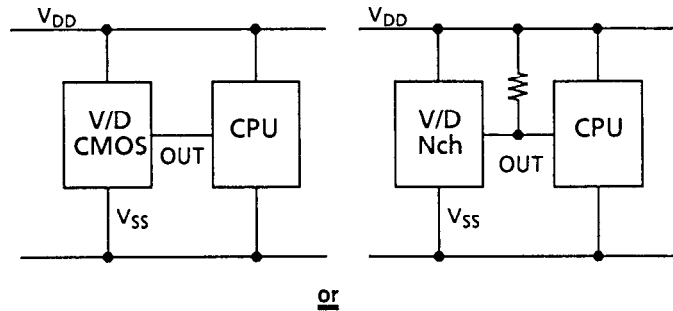 VDD
V/D
CMOS
OUT
CPU
VSS
VDD
V/D
Nch
OUT
CPU
VSS
or